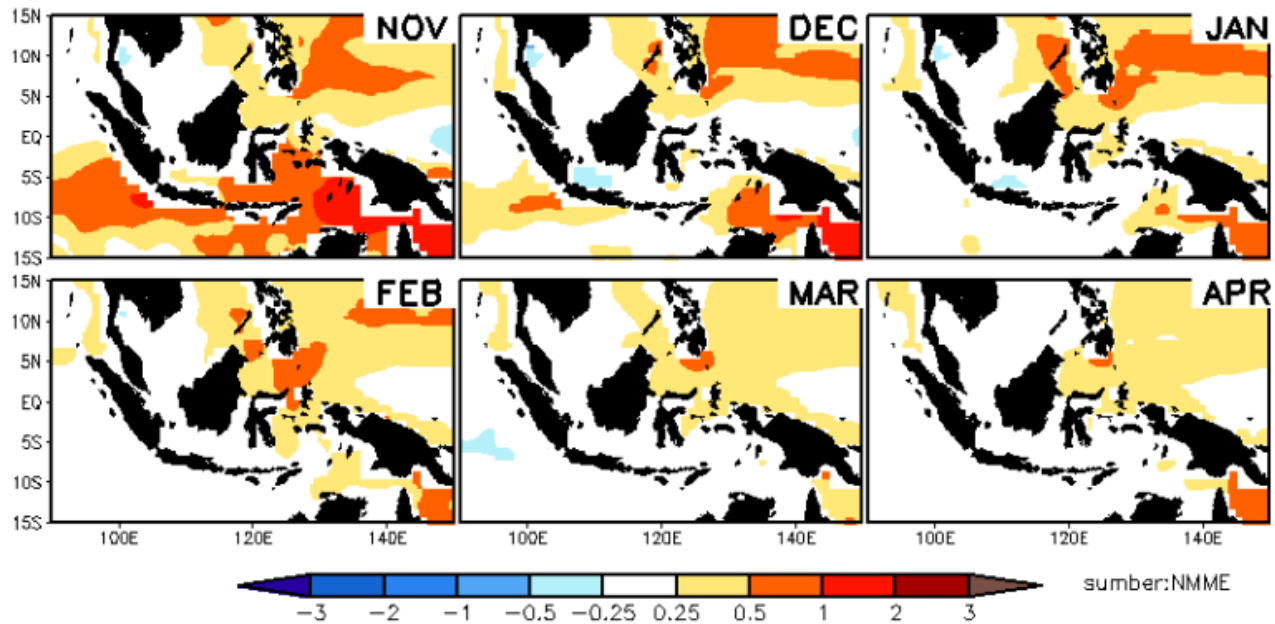 15N NOV DEC JAN
10N
5N
EQ
5S
10S
15S
15N FEB MAR APR
10N
5N
EQ
5S
10S
15S
100E 120E 140E 100E 120E 140E 100E 120E 140E
sumber:NMME
-3 -2 -1 -0.5 -0.25 0.25 0.5 1 2 3